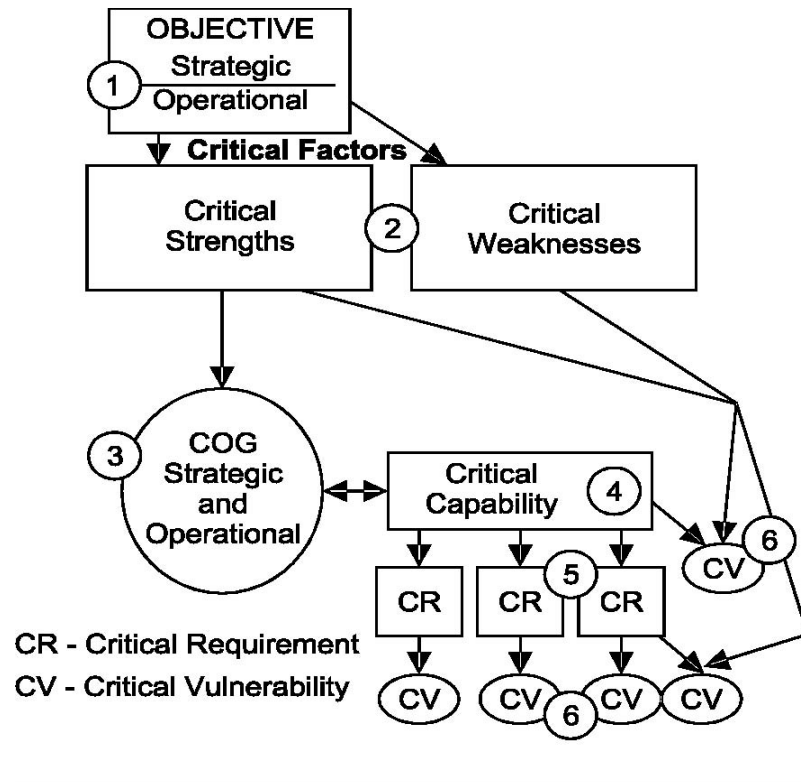 OBJECTIVE
Strategic
1
Operational
Critical Factors
Critical
Strengths
2
Critical
Weaknesses
3
COG
Strategic
and
Operational
Critical
Capability
4
6
CV
5
CR
CR
CR
CR - Critical Requirement
CV - Critical Vulnerability
CV
CV
6
CV
CV